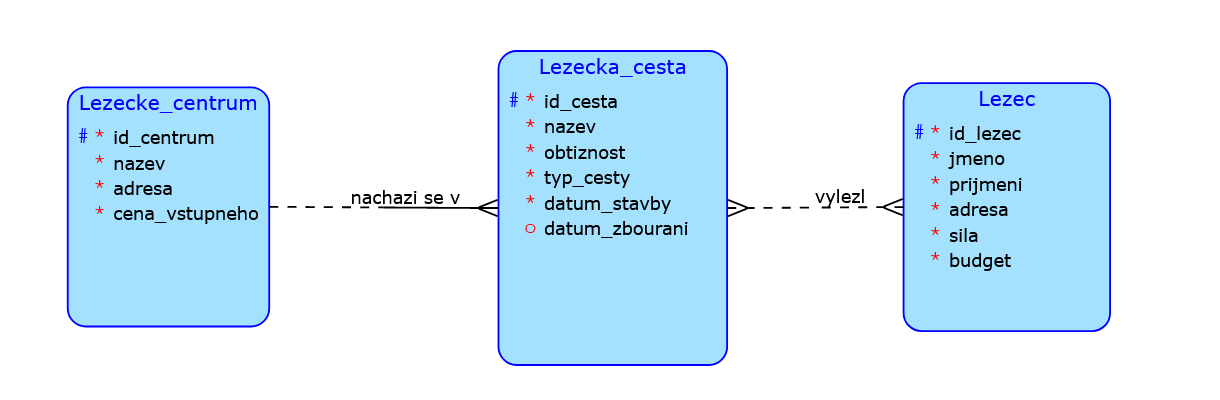 Lezecke_centrum
# * id_centrum
* nazev
* adresa
* cena_vstupneho
nachazi se v
Lezecka_cesta
# * id_cesta
* nazev
* obtiznost
* typ_cesty
* datum_stavby
o datum_zbourani
vylezl
Lezec
# * id_lezec
* jmeno
* prijmeni
* adresa
* sila
* budget